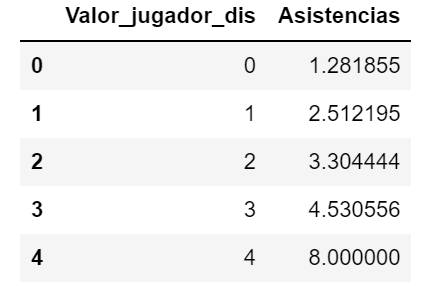 Valor_jugador_dis Asistencias
0 0 1.281855
1 1 2.512195
2 2 3.304444
3 3 4.530556
4 4 8.000000